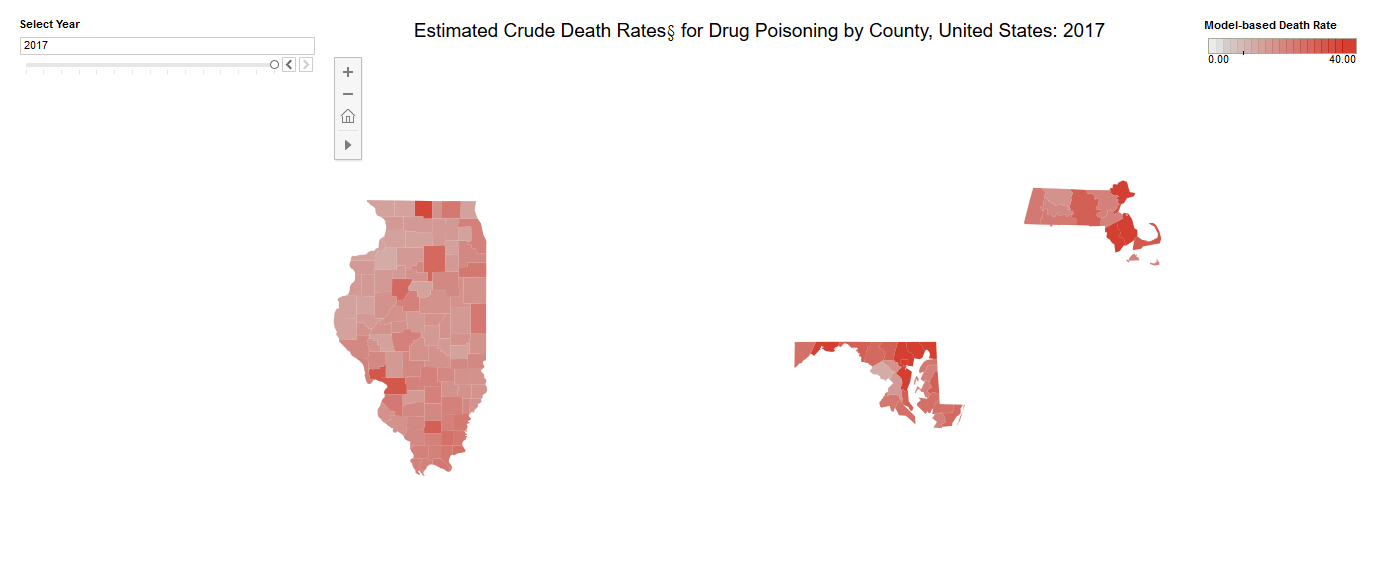 Select Year
2017
Estimated Crude Death Rates§ for Drug Poisoning by County, United States: 2017
Model-based Death Rate
0.00 40.00